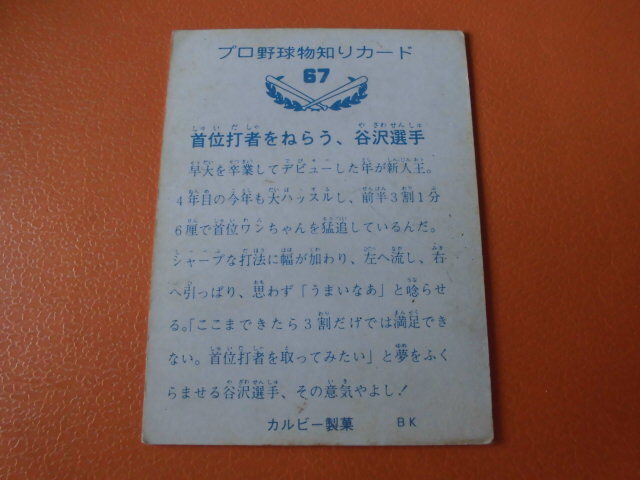 プロ野球物知りカード
67
首位打者をねらう、谷沢選手
早大を卒業してデビューした年が新人王。
4年目の今年も大ハッスルし、前半3割1分
6厘で首位ワンちゃんを猛追しているんだ。
シャープな打法に幅が加わり、左へ流し、右
へ引っぱり、思わず「うまいなあ」と唸らせ
る。「ここまできたら3割だけでは満足でき
ない。首位打者を取ってみたい」と夢をふく
らませる谷沢選手、その意気やよし!
カルビー製菓 BK